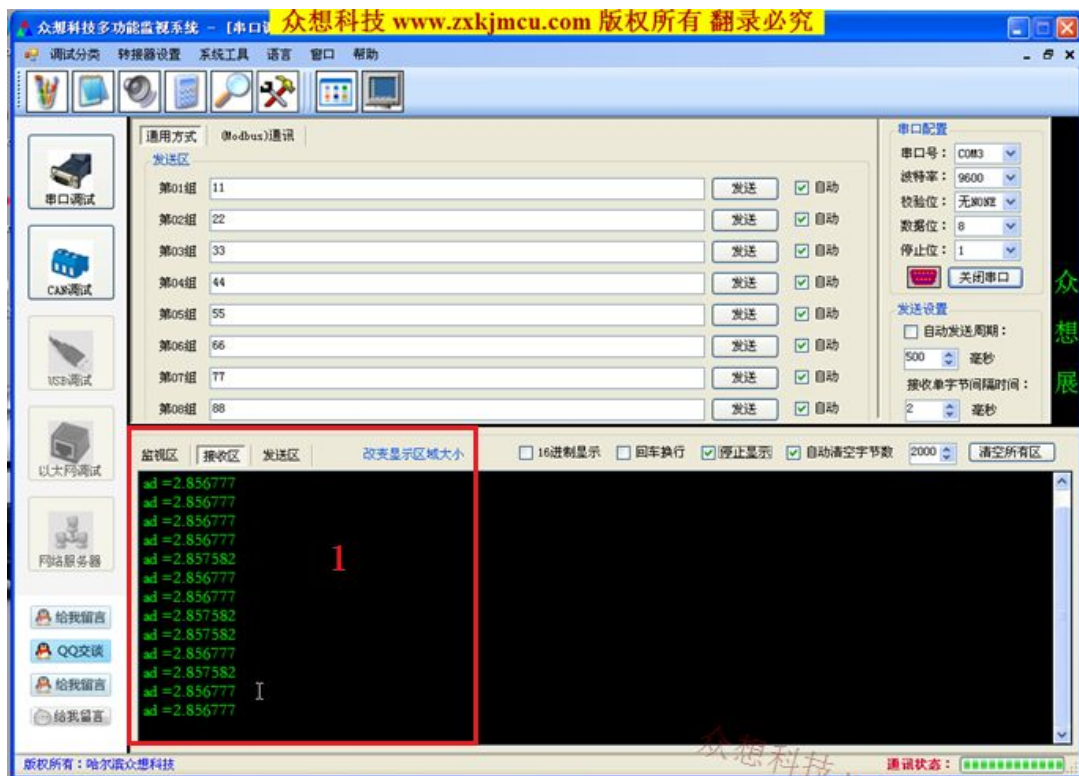 众想科技 www.zxkjmcu.com 版权所有 翻录必究
众想科技多功能监视系统 - [串口调
调试分类 转接器设置 系统工具 语言 窗口 帮助
串口调试
CAN调试
USB调试
以太网调试
网络服务器
给我留言
QQ交谈
给我留言
给我留言
通用方式 (Modbus)通讯
发送区
第01组 11 发送 自动
第02组 22 发送 自动
第03组 33 发送 自动
第04组 44 发送 自动
第05组 55 发送 自动
第06组 66 发送 自动
第07组 77 发送 自动
第08组 88 发送 自动
串口配置
串口号: COM3
波特率: 9600
校验位: 无NONE
数据位: 8
停止位: 1
关闭串口
发送设置
自动发送周期:
500 毫秒
接收单字节间隔时间:
2 毫秒
众
想
展
监视区 接收区 发送区 改变显示区域大小 16进制显示 回车换行 停止显示 自动清空字节数 2000 清空所有区
ad =2.856777
ad =2.856777
ad =2.856777
ad =2.856777
ad =2.857582
ad =2.856777
ad =2.856777
ad =2.857582
ad =2.857582
ad =2.856777
ad =2.857582
ad =2.856777
ad =2.856777
1
众想科技
版权所有:哈尔滨众想科技 通讯状态: